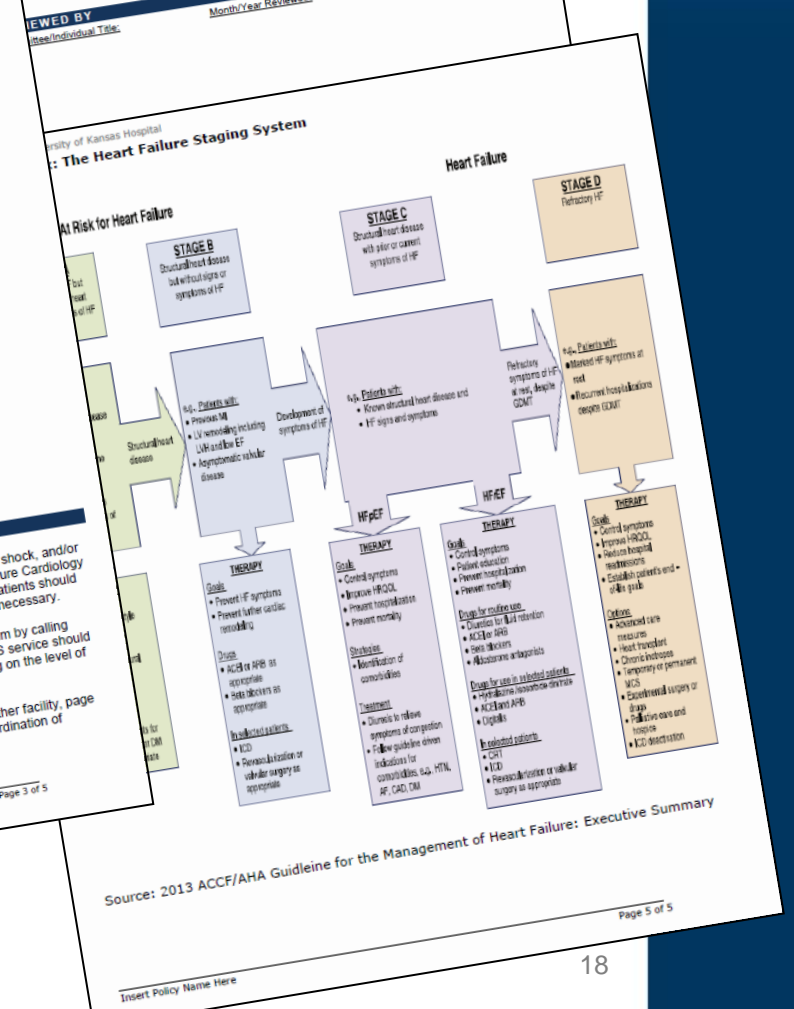 IEWED BY
ittee/Individual Title:
Month/Year Reviewed:
ersity of Kansas Hospital
: The Heart Failure Staging System
At Risk for Heart Failure
Heart Failure
but
heart
s of HF
STAGE B
Structural heart disease
but without signs or
symptoms of HF
STAGE C
Structural heart disease
with prior or current
symptoms of HF
STAGE D
Refractory HF
ease
of
Structural heart
disease
e.g., Patients with:
• Previous MI
• LV remodeling including
LVH and low EF
• Asymptomatic valvular
disease
Development of
symptoms of HF
e.g., Patients with:
• Known structural heart disease and
• HF signs and symptoms
Refractory
symptoms of HF
at rest, despite
GDMT
e.g., Patients with:
• Marked HF symptoms at
rest
• Recurrent hospitalizations
despite GDMT
HFpEF
HFrEF
ts for
or DM
THERAPY
Goals
• Prevent HF symptoms
• Prevent further cardiac
remodeling
Drugs
• ACEI or ARB as
appropriate
• Beta blockers as
appropriate
In selected patients
• ICD
• Revascularization or
valvular surgery as
appropriate
THERAPY
Goals
• Control symptoms
• Improve HRQOL
• Prevent hospitalization
• Prevent mortality
Strategies
• Identification of
comorbidities
Treatment
• Diuresis to relieve
symptoms of congestion
• Follow guideline driven
indications for
comorbidities, e.g., HTN,
AF, CAD, DM
THERAPY
Goals
• Control symptoms
• Patient education
• Prevent hospitalization
• Prevent mortality
Drugs for routine use
• Diuretics for fluid retention
• ACEI or ARB
• Beta blockers
• Aldosterone antagonists
Drugs for use in selected patients
• Hydralazine/isosorbide dinitrate
• ACEI and ARB
• Digitalis
In selected patients
• CRT
• ICD
• Revascularization or valvular
surgery as appropriate
THERAPY
Goals
• Control symptoms
• Improve HRQOL
• Reduce hospital
readmissions
• Establish patient's end-
of-life goals
Options
• Advanced care
measures
• Heart transplant
• Chronic inotropes
• Temporary or permanent
MCS
• Experimental surgery or
drugs
• Palliative care and
hospice
• ICD deactivation
shock, and/or
ure Cardiology
atients should
necessary.
m by calling
S service should
g on the level of
ther facility, page
rdination of
Page 3 of 5
Source: 2013 ACCF/AHA Guidleine for the Management of Heart Failure: Executive Summary
Page 5 of 5
Insert Policy Name Here
18